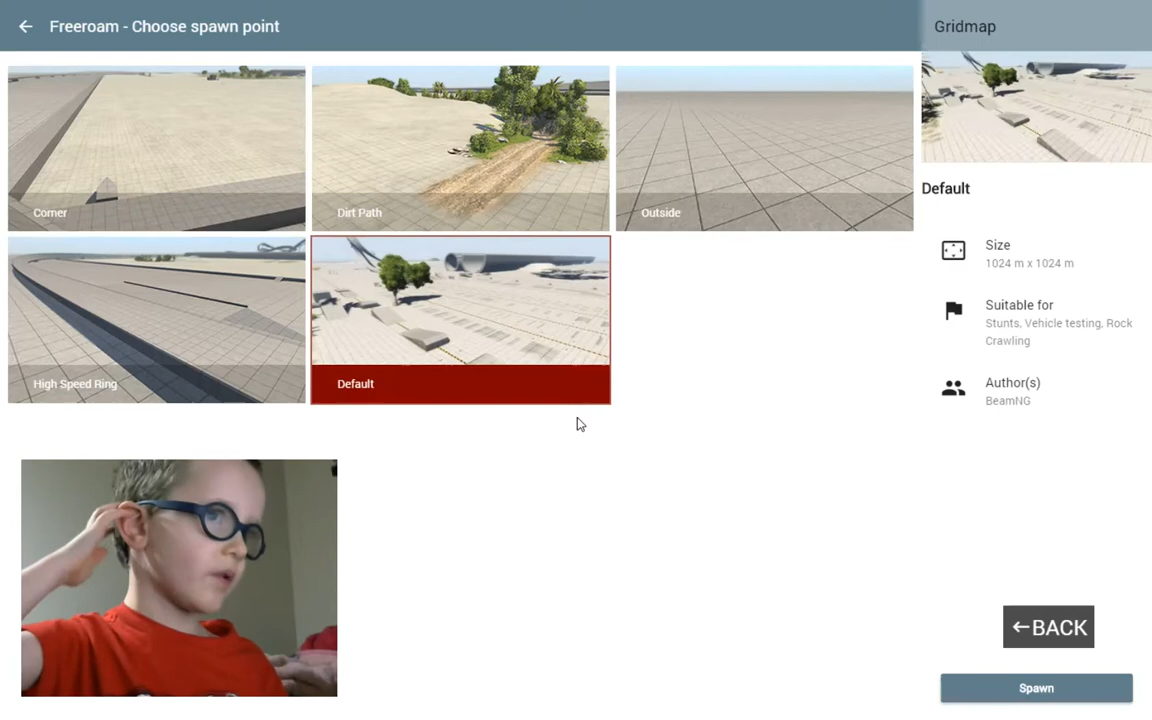 Freeroam - Choose spawn point
Gridmap
Corner
Dirt Path
Outside
High Speed Ring
Default
Default
Size
1024 m x 1024 m
Suitable for
Stunts, Vehicle testing, Rock
Crawling
Author(s)
BeamNG
←BACK
Spawn